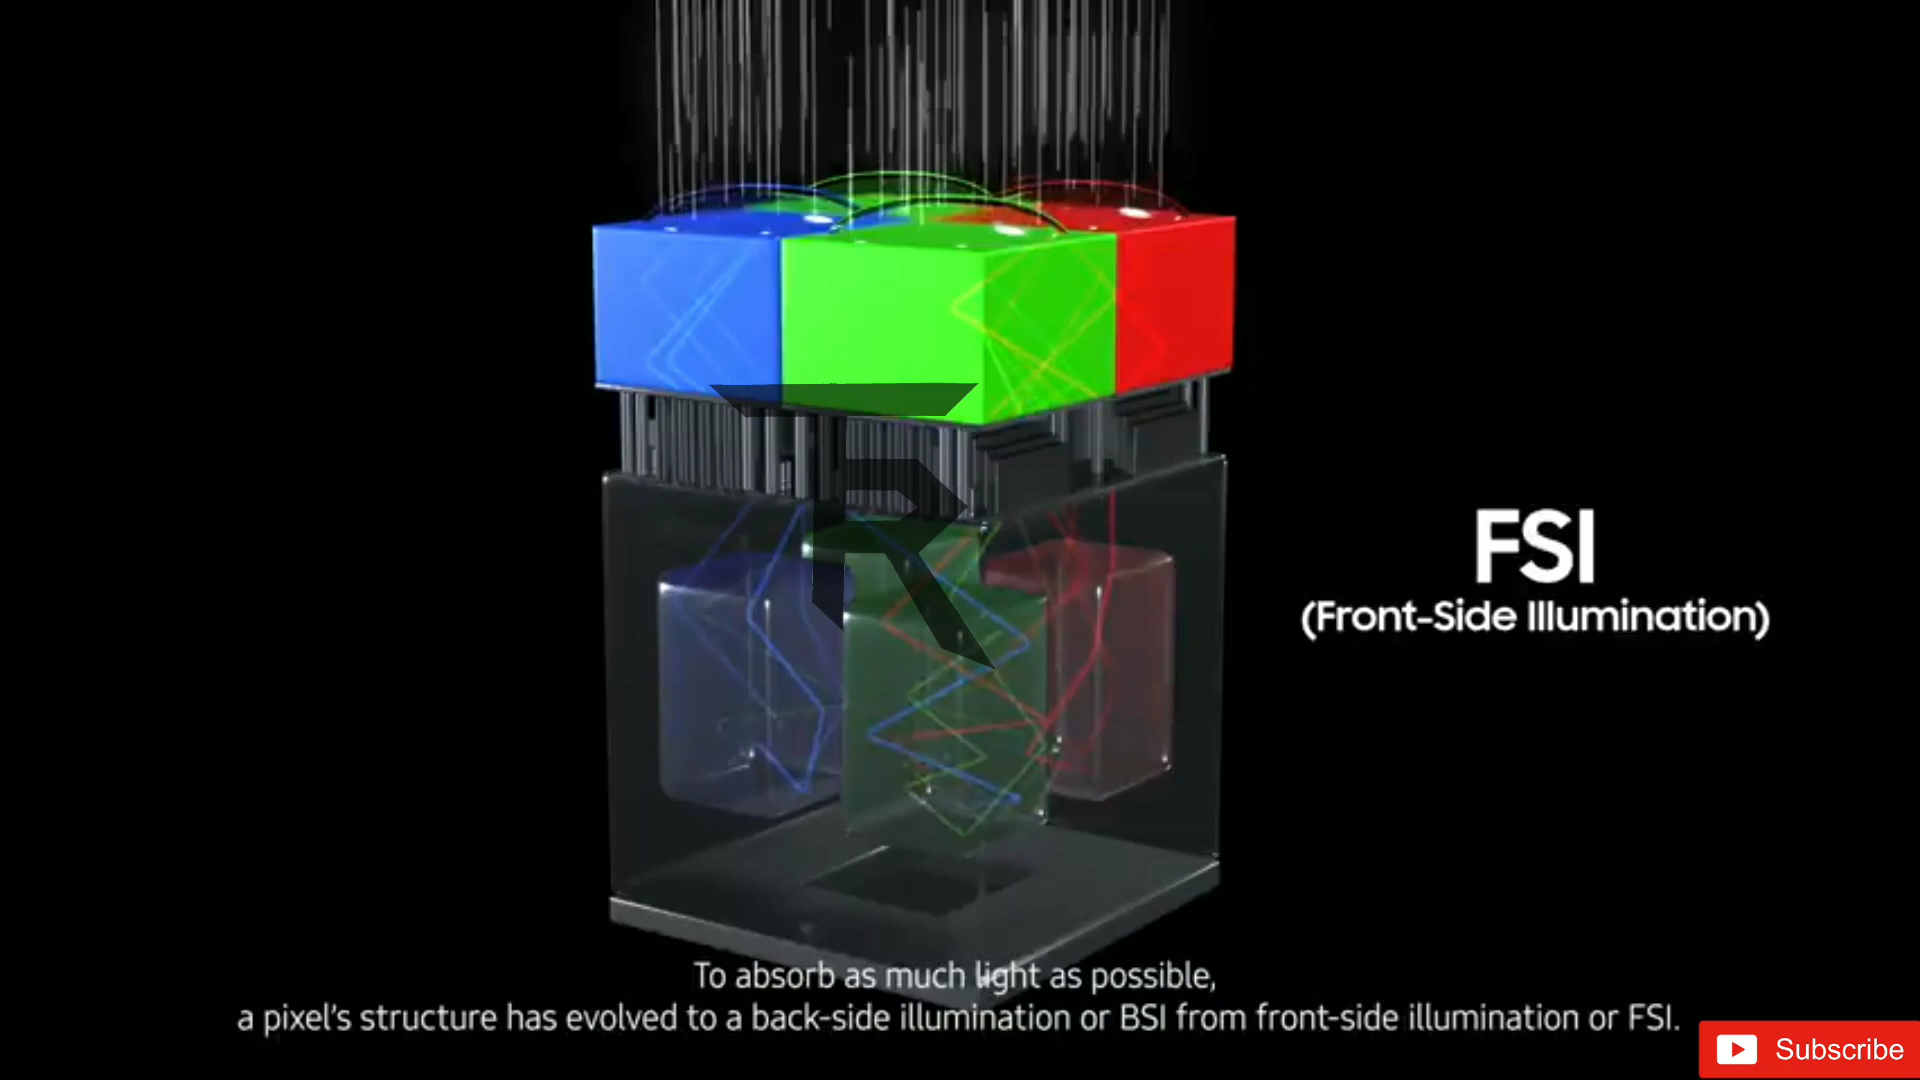 FSI
(Front-Side Illumination)
To absorb as much light as possible,
a pixel's structure has evolved to a back-side illumination or BSI from front-side illumination or FSI.
Subscribe